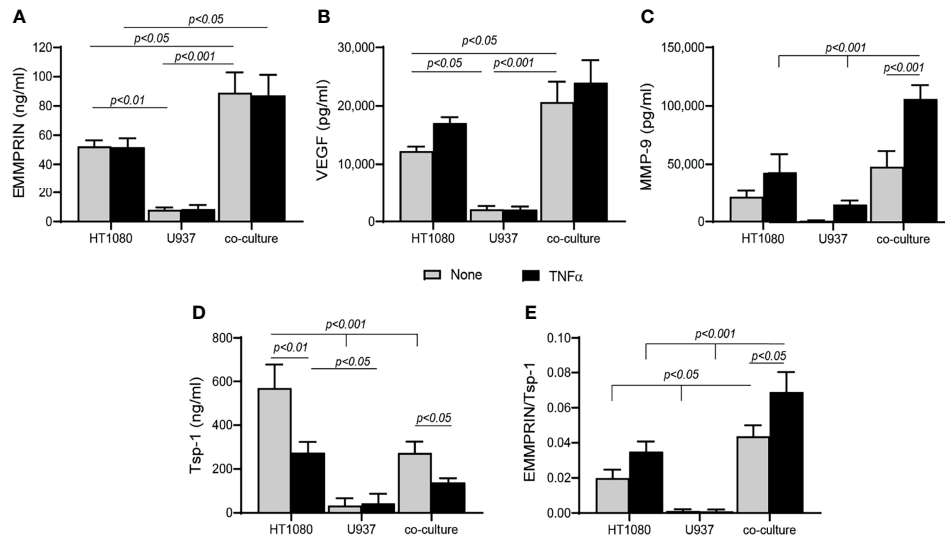 A
p<0.05
p<0.05
p<0.001
p<0.01
EMMPRIN (ng/ml)
120
100
80
60
40
20
0
HT1080 U937 co-culture
B
p<0.05
p<0.05 p<0.001
VEGF (pg/ml)
30,000
20,000
10,000
0
HT1080 U937 co-culture
C
p<0.001
p<0.001
MMP-9 (pg/ml)
150,000
100,000
50,000
0
HT1080 U937 co-culture
None TNFα
D
p<0.001
p<0.01
p<0.05
p<0.05
Tsp-1 (ng/ml)
800
600
400
200
0
HT1080 U937 co-culture
E
p<0.001
p<0.05
p<0.05
EMMPRIN/Tsp-1
0.10
0.08
0.06
0.04
0.02
0.00
HT1080 U937 co-culture